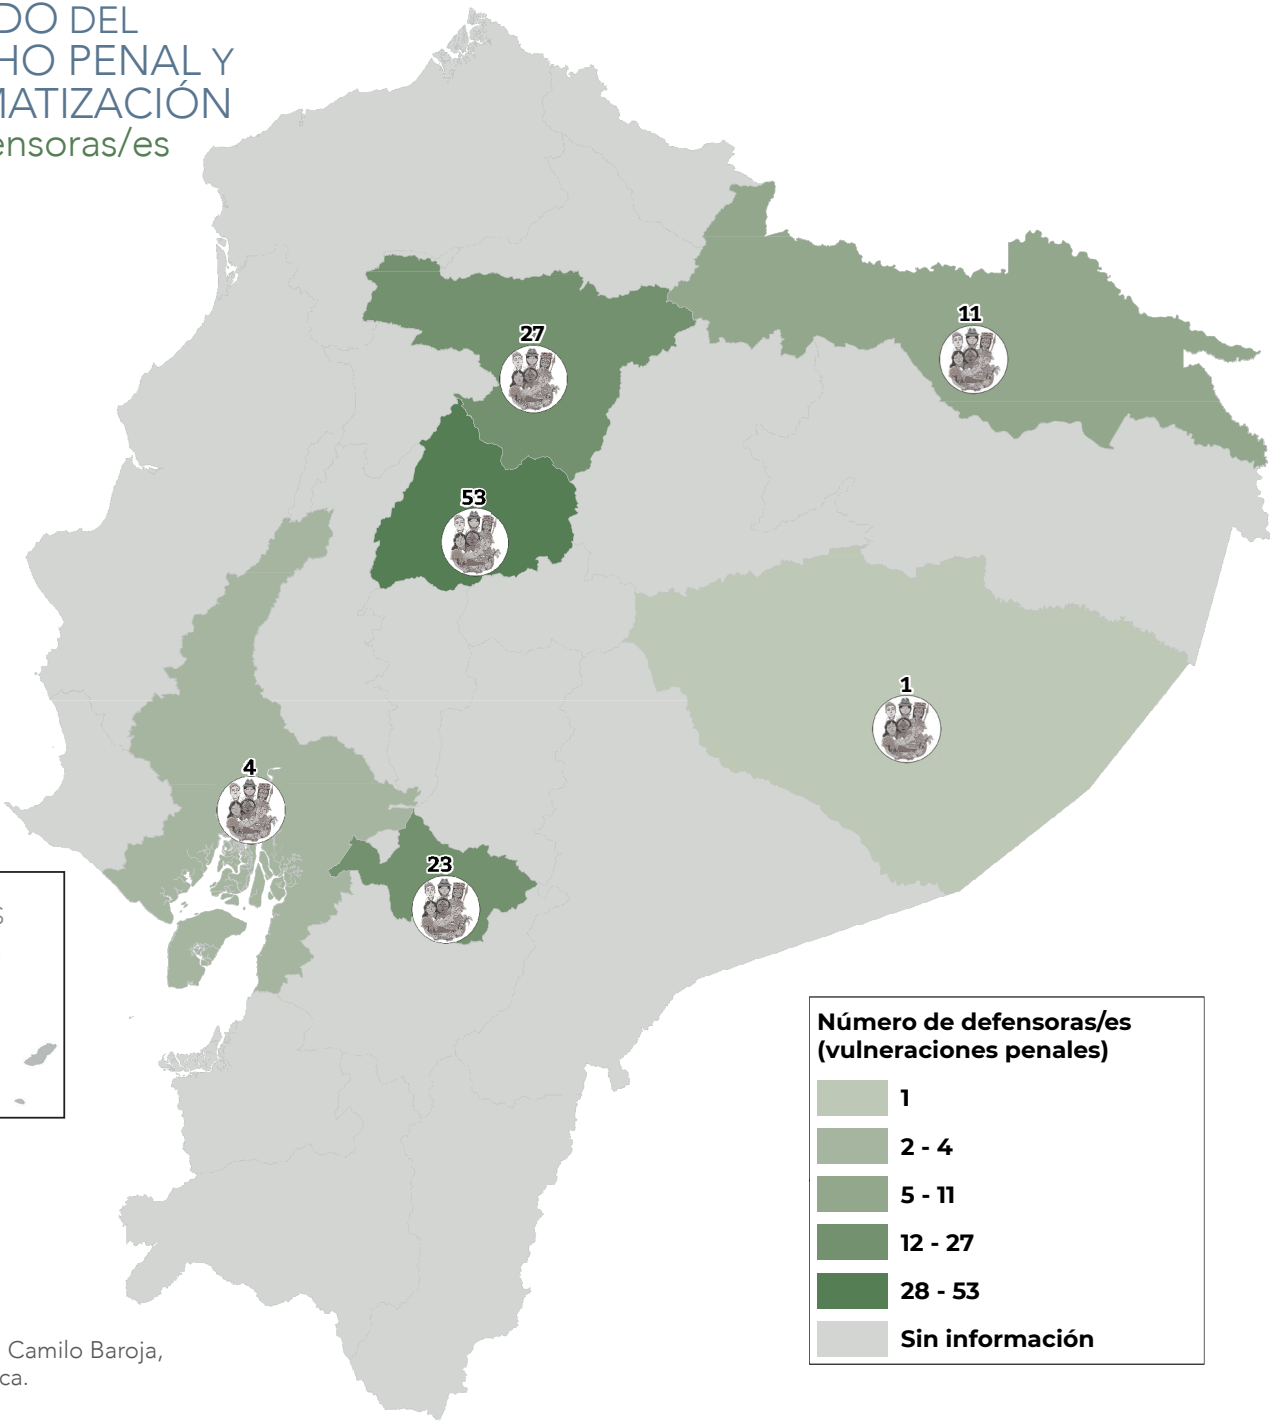 DO DEL
HO PENAL Y
MATIZACIÓN
ensoras/es
27
11
53
1
4
23
S
Número de defensoras/es
(vulneraciones penales)
1
2 - 4
5 - 11
12 - 27
28 - 53
Sin información
Camilo Baroja,
ca.